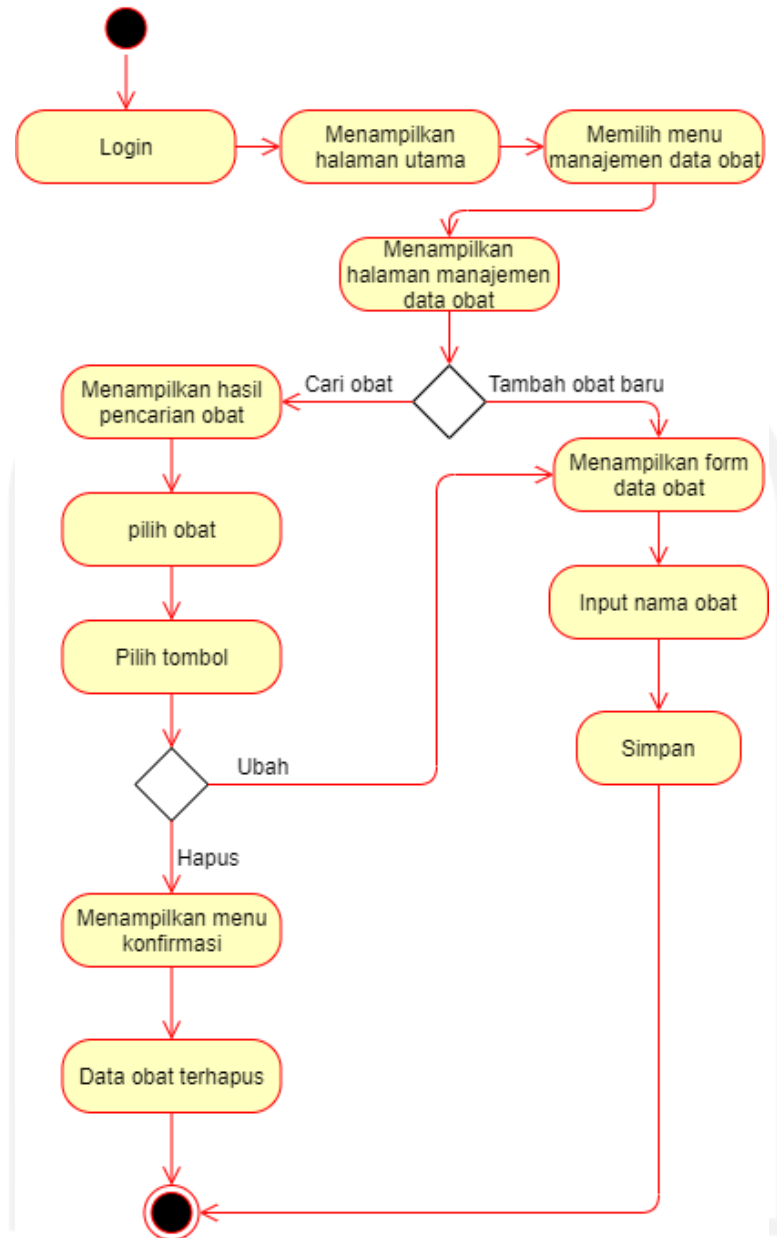 Login
Menampilkan
halaman utama
Memilih menu
manajemen data obat
Menampilkan
halaman manajemen
data obat
Cari obat
Tambah obat baru
Menampilkan hasil
pencarian obat
Menampilkan form
data obat
pilih obat
Input nama obat
Pilih tombol
Simpan
Ubah
Hapus
Menampilkan menu
konfirmasi
Data obat terhapus